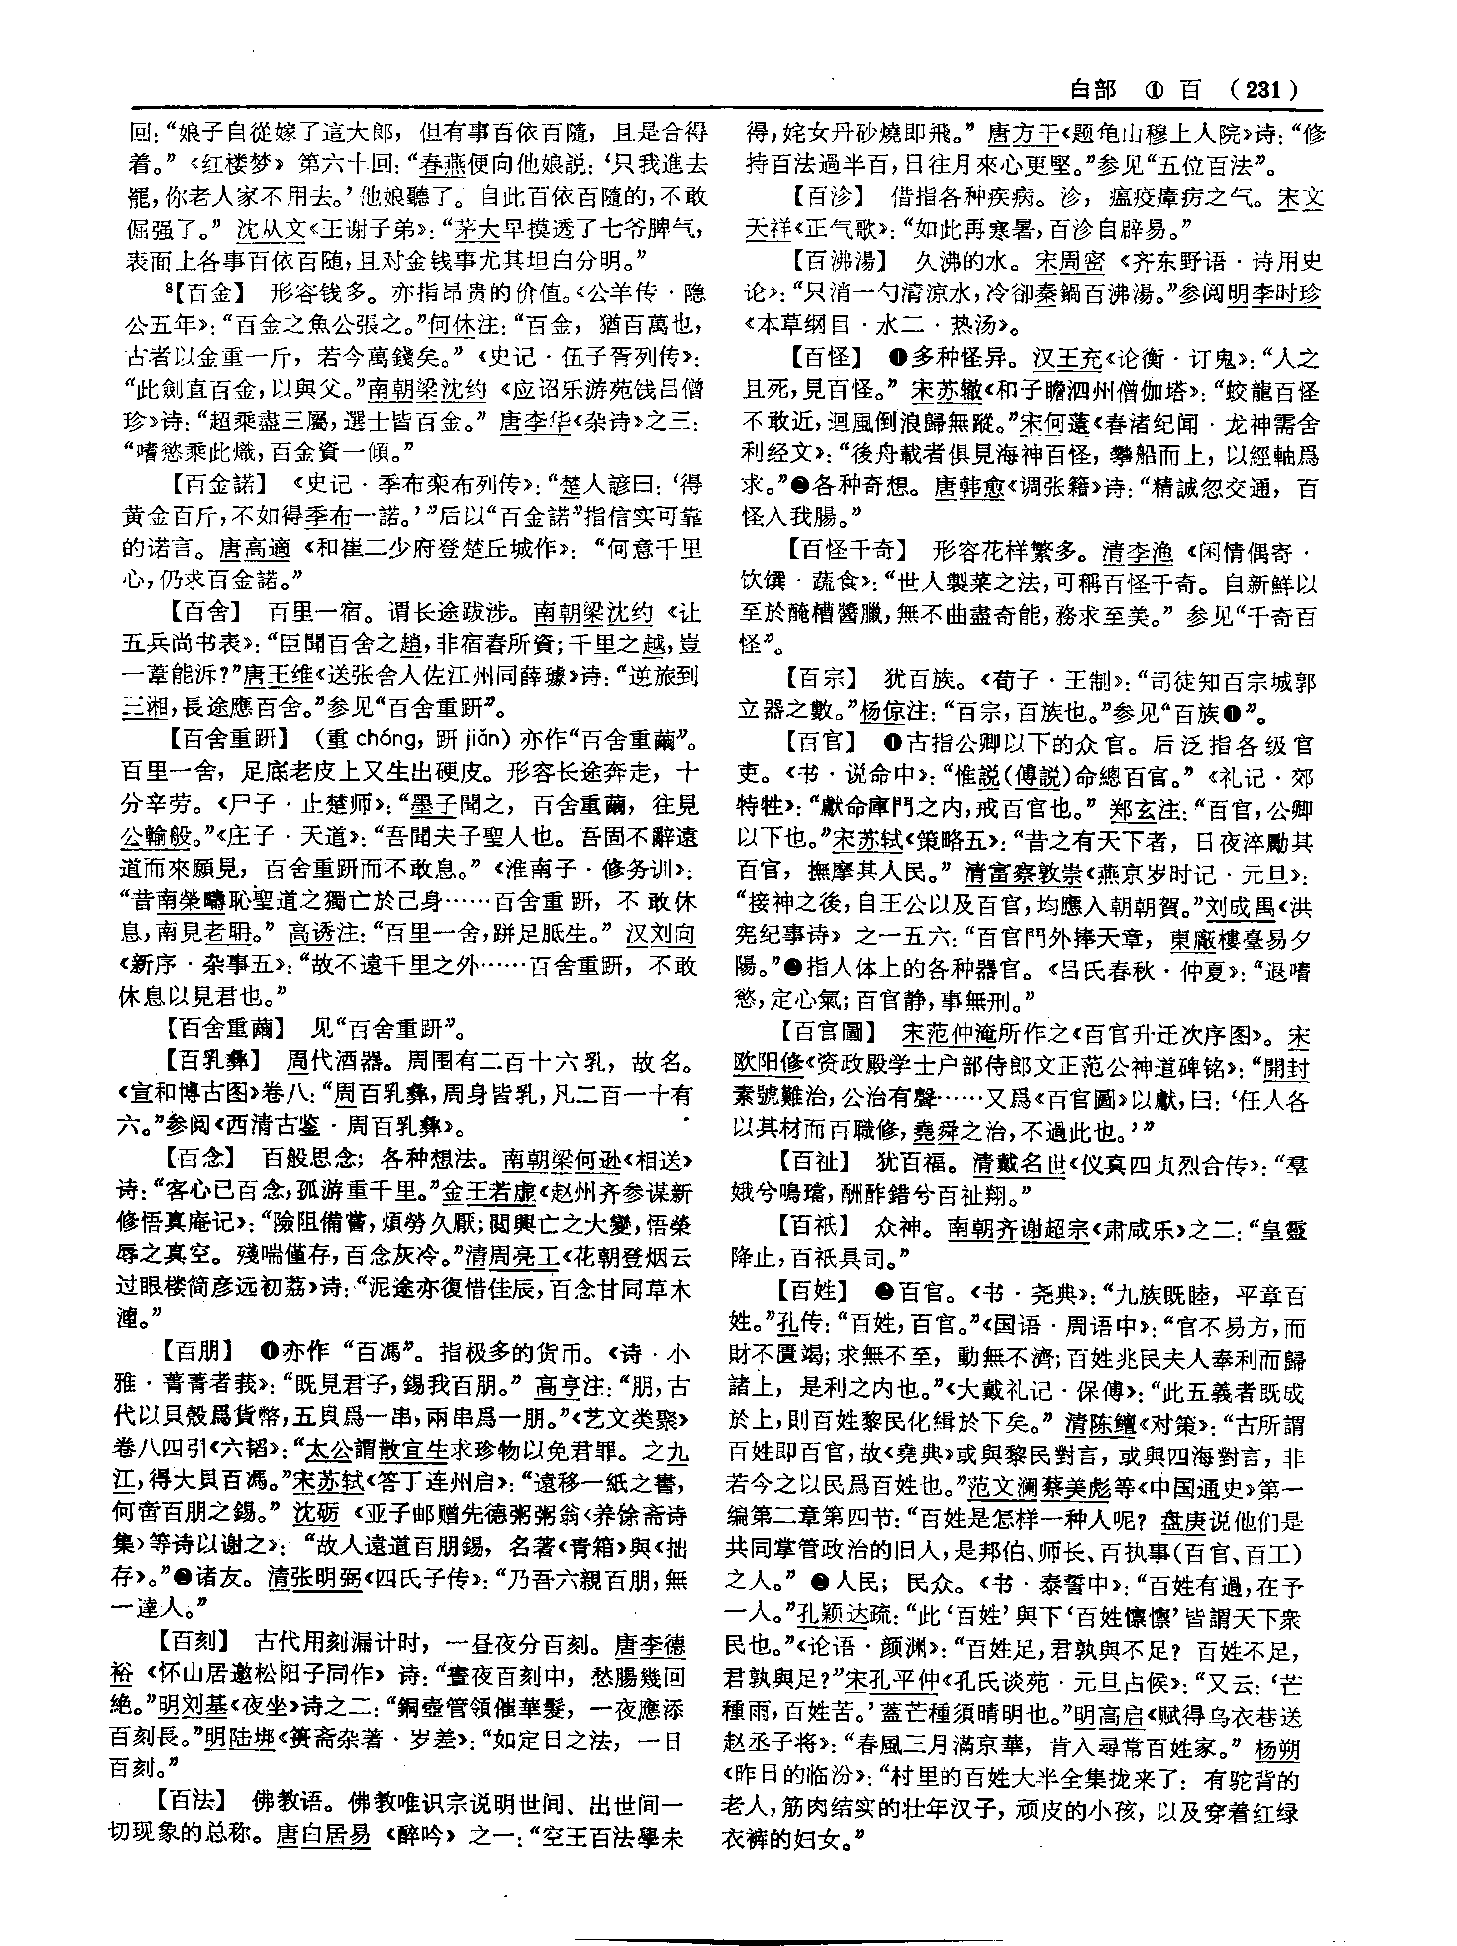 白部 ① 百 (231)
回：“娘子自從嫁了這大郎，但有事百依百隨，且是合得
着。”《红楼梦》第六十回：“春燕便向他娘説：‘只我進去
罷，你老人家不用去。’他娘聽了。自此百依百隨的，不敢
倔强了。”沈从文《王谢子弟》：“茅大早摸透了七爷脾气，
表面上各事百依百随，且对金钱事尤其坦白分明。”
8【百金】 形容钱多。亦指昂贵的价值。《公羊传·隐
公五年》：“百金之魚公張之。”何休注：“百金，猶百萬也，
古者以金重一斤，若今萬錢矣。”《史记·伍子胥列传》：
“此劍直百金，以與父。”南朝梁沈约《应诏乐游苑饯吕僧
珍》诗：“超乘盡三屬，選士皆百金。”唐李华《杂诗》之三：
“嗜慾乘此熾，百金資一傾。”
【百金諾】 《史记·季布栾布列传》：“楚人諺曰：‘得
黄金百斤，不如得季布一諾。’”后以“百金諾”指信实可靠
的诺言。唐高適《和崔二少府登楚丘城作》：“何意千里
心，仍求百金諾。”
【百舍】 百里一宿。谓长途跋涉。南朝梁沈约《让
五兵尚书表》：“臣聞百舍之趙，非宿舂所資；千里之越，豈
一葦能泝？”唐王维《送张舍人佐江州同薛璩》诗：“逆旅到
三湘，長途應百舍。”参见“百舍重趼”。
【百舍重趼】 （重 chóng，趼 jiǎn）亦作“百舍重繭”。
百里一舍，足底老皮上又生出硬皮。形容长途奔走，十
分辛劳。《尸子·止楚师》：“墨子聞之，百舍重繭，往見
公輸般。”《庄子·天道》：“吾聞夫子聖人也。吾固不辭遠
道而來願見，百舍重趼而不敢息。”《淮南子·修务训》：
“昔南榮疇恥聖道之獨亡於己身……百舍重趼，不敢休
息，南見老耼。”高诱注：“百里一舍，跰足胝生。”汉刘向
《新序·杂事五》：“故不遠千里之外……百舍重趼，不敢
休息以見君也。”
【百舍重繭】 见“百舍重趼”。
【百乳彝】 周代酒器。周围有二百十六乳，故名。
《宣和博古图》卷八：“周百乳彝，周身皆乳，凡二百一十有
六。”参阅《西清古鉴·周百乳彝》。
【百念】 百般思念；各种想法。南朝梁何逊《相送》
诗：“客心已百念，孤游重千里。”金王若虚《赵州齐参谋新
修悟真庵记》：“險阻備嘗，煩勞久厭；閲興亡之大變，悟榮
辱之真空。殘喘僅存，百念灰冷。”清周亮工《花朝登烟云
过眼楼简彦远初荔》诗：“泥途亦復惜佳辰，百念甘同草木
湮。”
【百朋】 ❶亦作“百馮”。指极多的货币。《诗·小
雅·菁菁者莪》：“既見君子，錫我百朋。”高亨注：“朋，古
代以貝殼爲貨幣，五貝爲一串，兩串爲一朋。”《艺文类聚》
卷八四引《六韬》：“太公謂散宜生求珍物以免君罪。之九
江，得大貝百馮。”宋苏轼《答丁连州启》：“遠移一紙之書，
何啻百朋之錫。”沈砺《亚子邮赠先德粥粥翁〈养馀斋诗
集〉等诗以谢之》：“故人遠道百朋錫，名著《青箱》與《拙
存》。”❷诸友。清张明弼《四氏子传》：“乃吾六親百朋，無
一達人。”
【百刻】 古代用刻漏计时，一昼夜分百刻。唐李德
裕《怀山居邀松阳子同作》诗：“晝夜百刻中，愁腸幾回
絶。”明刘基《夜坐》诗之二：“銅壺管領催華髮，一夜應添
百刻長。”明陆垹《篑斋杂著·岁差》：“如定日之法，一日
百刻。”
【百法】 佛教语。佛教唯识宗说明世间、出世间一
切现象的总称。唐白居易《醉吟》之一：“空王百法學未
得，姹女丹砂燒即飛。”唐方干《题龟山穆上人院》诗：“修
持百法過半百，日往月來心更堅。”参见“五位百法”。
【百沴】 借指各种疾病。沴，瘟疫瘴疠之气。宋文
天祥《正气歌》：“如此再寒暑，百沴自辟易。”
【百沸湯】 久沸的水。宋周密《齐东野语·诗用史
论》：“只消一勺清涼水，冷卻秦鍋百沸湯。”参阅明李时珍
《本草纲目·水二·热汤》。
【百怪】 ❶多种怪异。汉王充《论衡·订鬼》：“人之
且死，見百怪。”宋苏辙《和子瞻泗州僧伽塔》：“蛟龍百怪
不敢近，迴風倒浪歸無蹤。”宋何薳《春渚纪闻·龙神需舍
利经文》：“後舟載者俱見海神百怪，攀船而上，以經軸爲
求。”❷各种奇想。唐韩愈《调张籍》诗：“精誠忽交通，百
怪入我腸。”
【百怪千奇】 形容花样繁多。清李渔《闲情偶寄·
饮馔·蔬食》：“世人製菜之法，可稱百怪千奇。自新鮮以
至於醃糟醬臘，無不曲盡奇能，務求至美。”参见“千奇百
怪”。
【百宗】 犹百族。《荀子·王制》：“司徒知百宗城郭
立器之數。”杨倞注：“百宗，百族也。”参见“百族❶”。
【百官】 ❶古指公卿以下的众官。后泛指各级官
吏。《书·说命中》：“惟説（傅説）命總百官。”《礼记·郊
特牲》：“獻命庫門之内，戒百官也。”郑玄注：“百官，公卿
以下也。”宋苏轼《策略五》：“昔之有天下者，日夜淬勵其
百官，撫摩其人民。”清富察敦崇《燕京岁时记·元旦》：
“接神之後，自王公以及百官，均應入朝朝賀。”刘成禺《洪
宪纪事诗》之一五六：“百官門外捧天章，東廠樓臺易夕
陽。”❷指人体上的各种器官。《吕氏春秋·仲夏》：“退嗜
慾，定心氣；百官静，事無刑。”
【百官圖】 宋范仲淹所作之《百官升迁次序图》。宋
欧阳修《资政殿学士户部侍郎文正范公神道碑铭》：“開封
素號難治，公治有聲……又爲《百官圖》以獻，曰：‘任人各
以其材而百職修，堯舜之治，不過此也。’”
【百祉】 犹百福。清戴名世《仪真四贞烈合传》：“羣
娥兮鳴璫，酬酢錯兮百祉翔。”
【百祇】 众神。南朝齐谢超宗《肃咸乐》之二：“皇靈
降止，百祇具司。”
【百姓】 ❶百官。《书·尧典》：“九族既睦，平章百
姓。”孔传：“百姓，百官。”《国语·周语中》：“官不易方，而
財不匱竭；求無不至，動無不濟；百姓兆民夫人奉利而歸
諸上，是利之内也。”《大戴礼记·保傅》：“此五義者既成
於上，則百姓黎民化緝於下矣。”清陈鳣《对策》：“古所謂
百姓即百官，故《堯典》或與黎民對言，或與四海對言，非
若今之以民爲百姓也。”范文澜蔡美彪等《中国通史》第一
编第二章第四节：“百姓是怎样一种人呢？盘庚说他们是
共同掌管政治的旧人，是邦伯、师长、百执事（百官、百工）
之人。”❷人民；民众。《书·泰誓中》：“百姓有過，在予
一人。”孔颖达疏：“此‘百姓’與下‘百姓懔懔’皆謂天下衆
民也。”《论语·颜渊》：“百姓足，君孰與不足？百姓不足，
君孰與足？”宋孔平仲《孔氏谈苑·元旦占侯》：“又云：‘芒
種雨，百姓苦。’蓋芒種須晴明也。”明高启《赋得乌衣巷送
赵丞子将》：“春風三月滿京華，肯入尋常百姓家。”杨朔
《昨日的临汾》：“村里的百姓大半全集拢来了：有驼背的
老人，筋肉结实的壮年汉子，顽皮的小孩，以及穿着红绿
衣裤的妇女。”